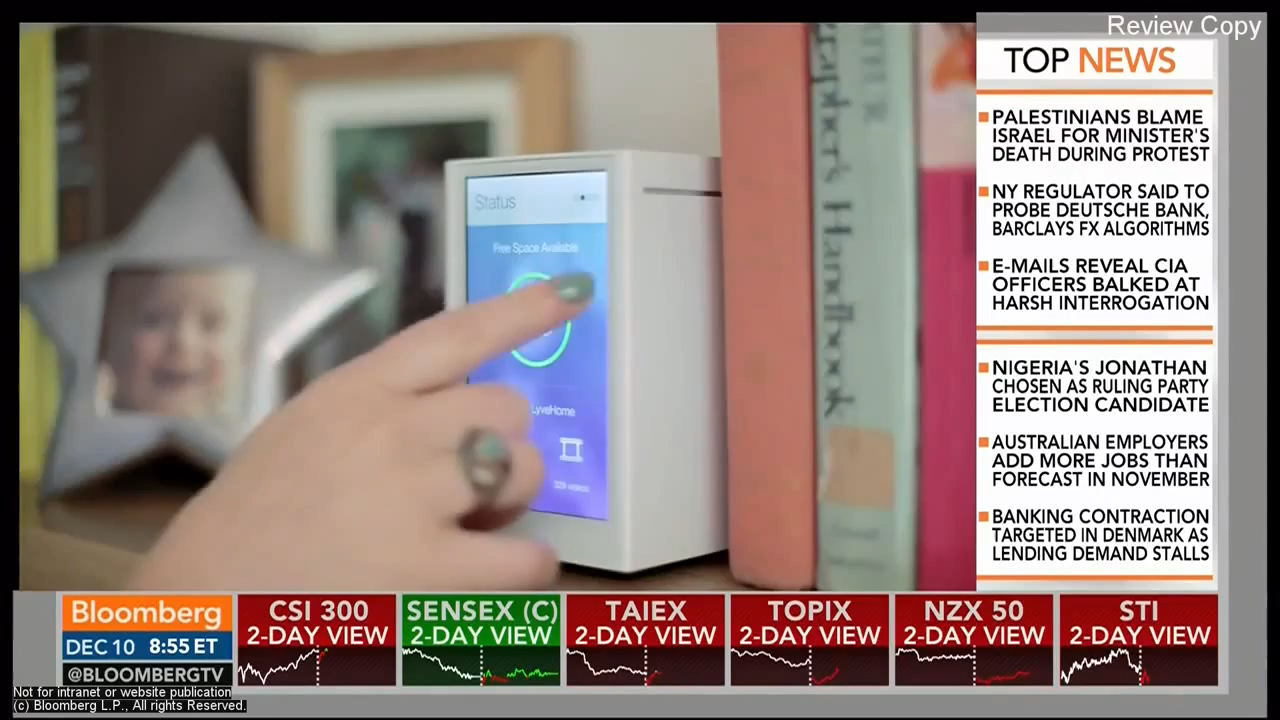 Review Copy
TOP NEWS
PALESTINIANS BLAME
ISRAEL FOR MINISTER'S
DEATH DURING PROTEST
NY REGULATOR SAID TO
PROBE DEUTSCHE BANK,
BARCLAYS FX ALGORITHMS
E-MAILS REVEAL CIA
OFFICERS BALKED AT
HARSH INTERROGATION
NIGERIA'S JONATHAN
CHOSEN AS RULING PARTY
ELECTION CANDIDATE
AUSTRALIAN EMPLOYERS
ADD MORE JOBS THAN
FORECAST IN NOVEMBER
BANKING CONTRACTION
TARGETED IN DENMARK AS
LENDING DEMAND STALLS
Status
Free Space Available
LyveHome
videos
Handbook
Bloomberg
DEC 10 8:55 ET
@BLOOMBERGTV
CSI 300
2-DAY VIEW
SENSEX (C)
2-DAY VIEW
TAIEX
2-DAY VIEW
TOPIX
2-DAY VIEW
NZX 50
2-DAY VIEW
STI
2-DAY VIEW
Not for intranet or website publication
(c) Bloomberg L.P., All rights Reserved.